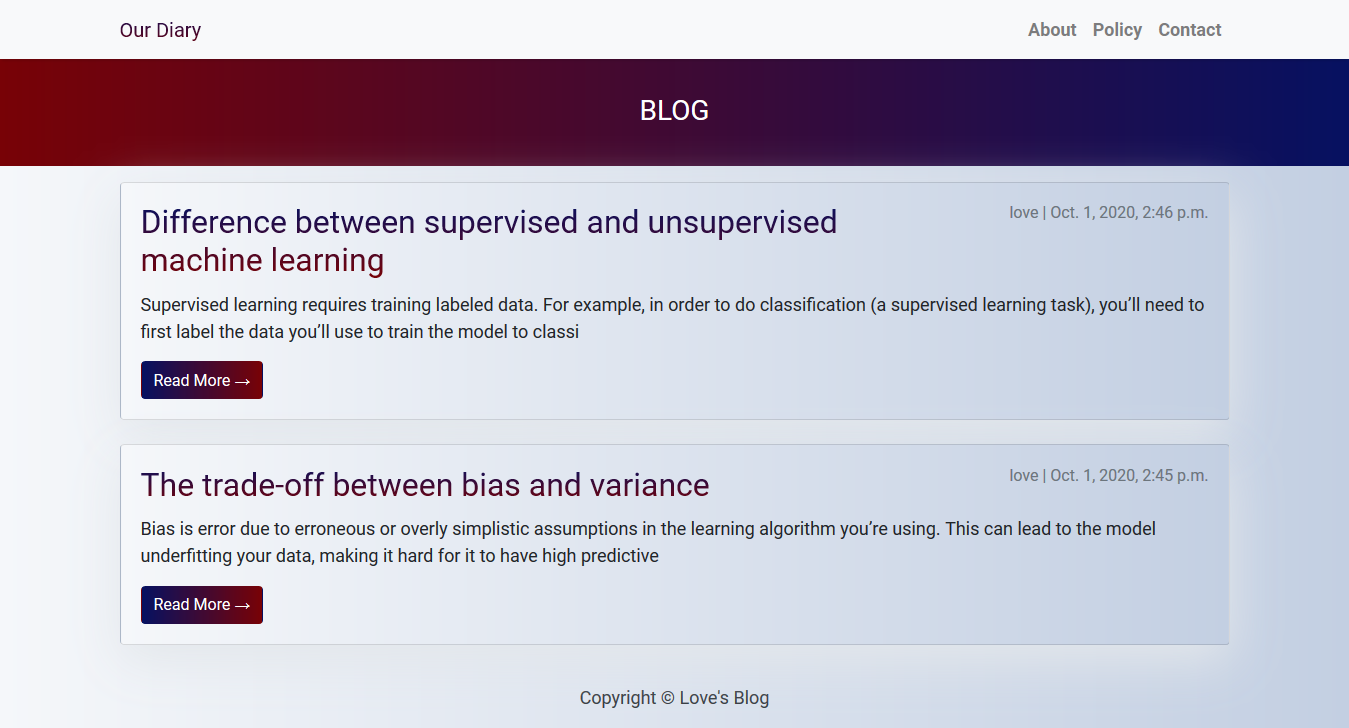 Our Diary
About Policy Contact
BLOG
Difference between supervised and unsupervised
machine learning
love | Oct. 1, 2020, 2:46 p.m.
Supervised learning requires training labeled data. For example, in order to do classification (a supervised learning task), you’ll need to
first label the data you’ll use to train the model to classi
Read More →
The trade-off between bias and variance
love | Oct. 1, 2020, 2:45 p.m.
Bias is error due to erroneous or overly simplistic assumptions in the learning algorithm you’re using. This can lead to the model
underfitting your data, making it hard for it to have high predictive
Read More →
Copyright © Love's Blog